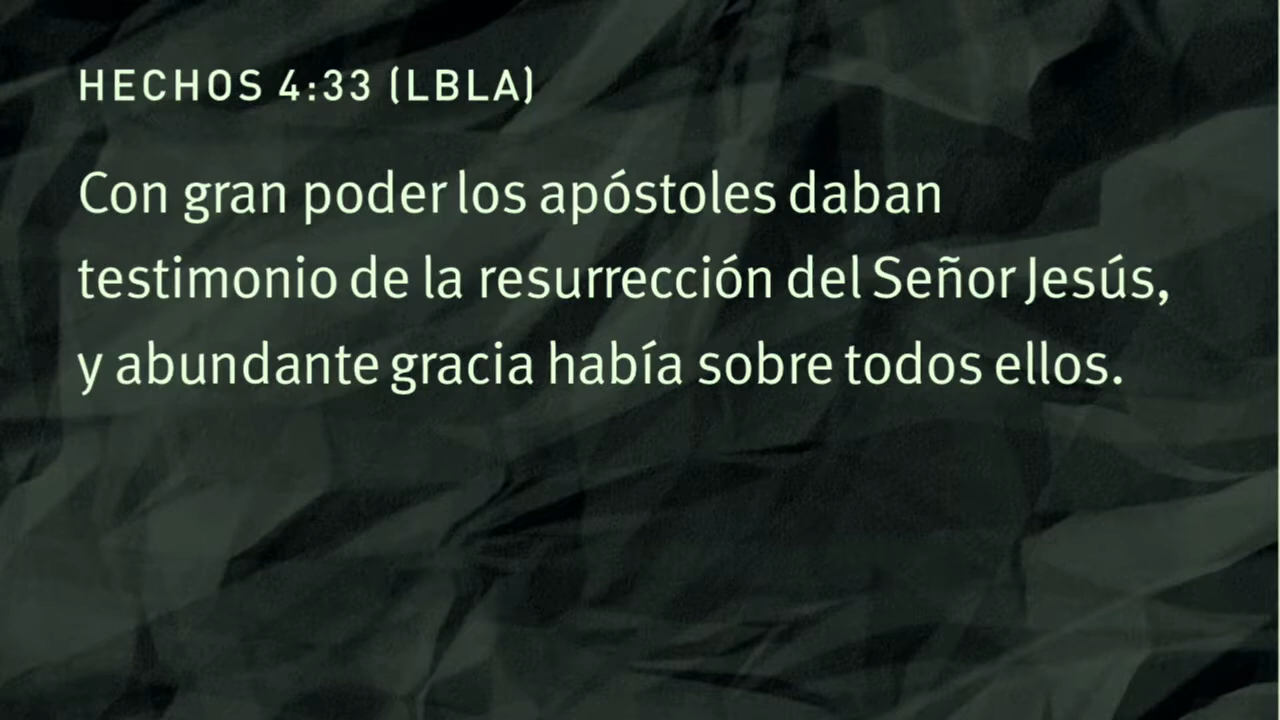 HECHOS 4:33 (LBLA)
Con gran poder los apóstoles daban
testimonio de la resurrección del Señor Jesús,
y abundante gracia había sobre todos ellos.